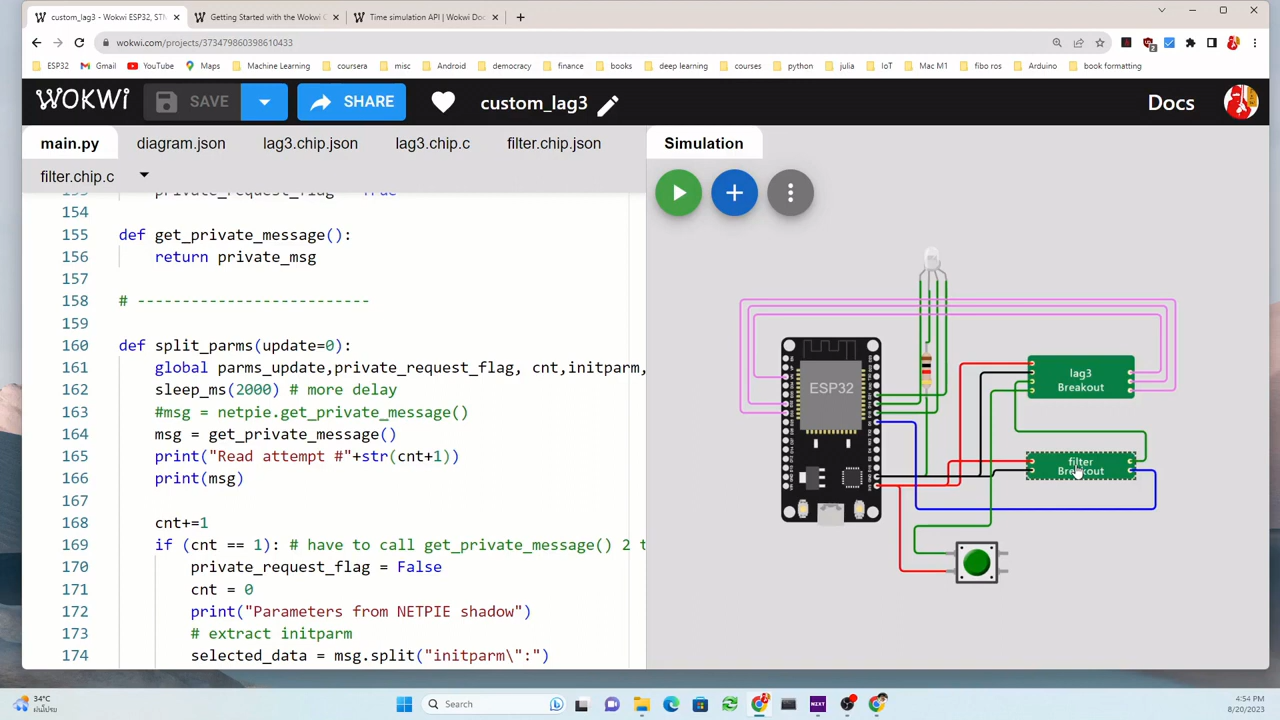 custom_lag3 - Wokwi ESP32, STM
Getting Started with the Wokwi C
Time simulation API | Wokwi Doc
wokwi.com/projects/373479860398610433
ESP32 Gmail YouTube Maps Machine Learning coursera misc Android democracy finance books deep learning courses python julia IoT Mac M1 fibo ros Arduino book formatting
WOKWi
SAVE
SHARE
custom_lag3
Docs
main.py diagram.json lag3.chip.json lag3.chip.c filter.chip.json
filter.chip.c
Simulation
153 private_request_flag = True
154
155 def get_private_message():
156 return private_msg
157
158 # --------------------------
159
160 def split_parms(update=0):
161 global parms_update,private_request_flag, cnt,initparm,
162 sleep_ms(2000) # more delay
163 #msg = netpie.get_private_message()
164 msg = get_private_message()
165 print("Read attempt #"+str(cnt+1))
166 print(msg)
167
168 cnt+=1
169 if (cnt == 1): # have to call get_private_message() 2 t
170 private_request_flag = False
171 cnt = 0
172 print("Parameters from NETPIE shadow")
173 # extract initparm
174 selected_data = msg.split("initparm\":")
ESP32
lag3
Breakout
filter
Breakout
34°C
Search
NEXT
4:54 PM
8/20/2023